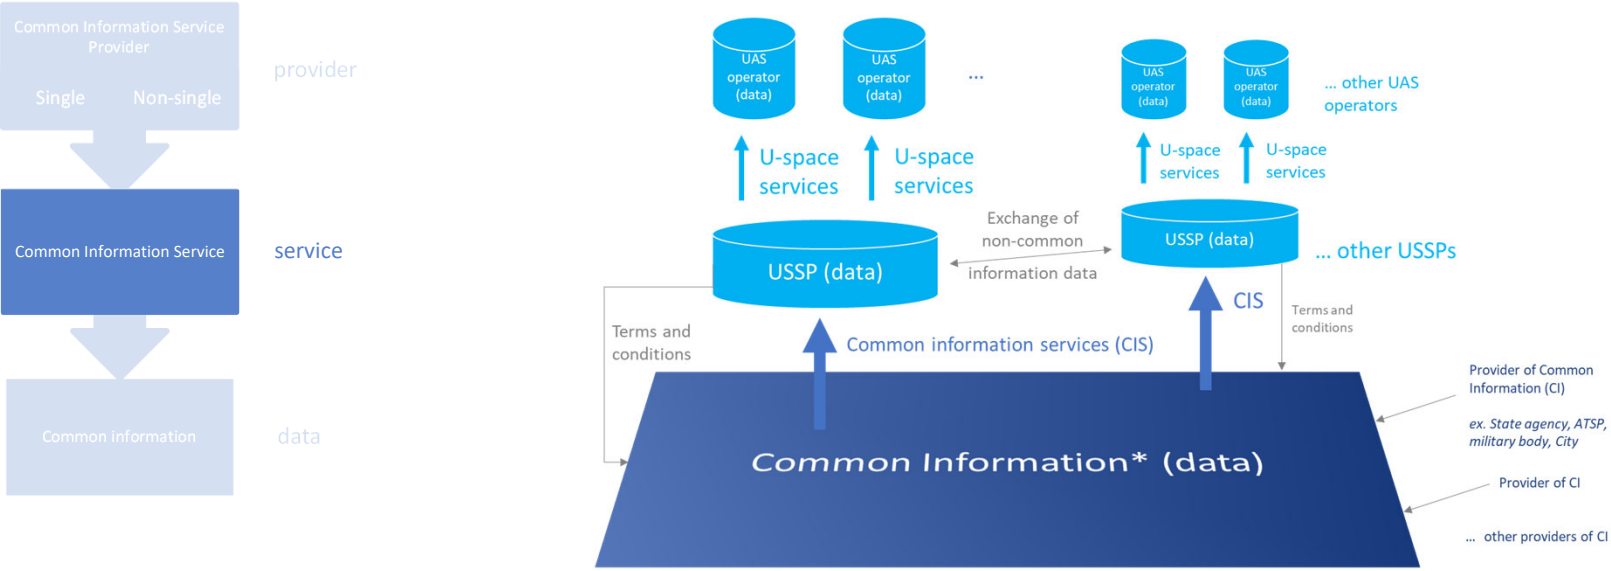 Common Information Service
Provider
Single
Non-single
provider
Common Information Service
service
Common information
data
UAS
operator
(data)
UAS
operator
(data)
...
UAS
operator
(data)
UAS
operator
(data)
... other UAS
operators
U-space
services
U-space
services
U-space
services
U-space
services
USSP (data)
Exchange of
non-common
information data
USSP (data)
... other USSPs
Terms and
conditions
Common information services (CIS)
CIS
Terms and
conditions
Common Information* (data)
Provider of Common
Information (CI)
ex. State agency, ATSP,
military body, City
Provider of CI
... other providers of CI